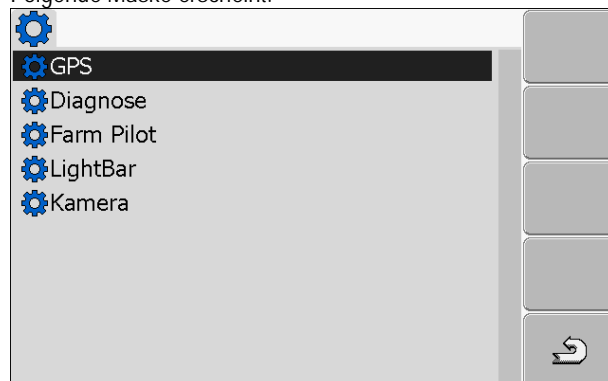 Folgende Maske erscheint:
GPS
Diagnose
Farm Pilot
LightBar
Kamera